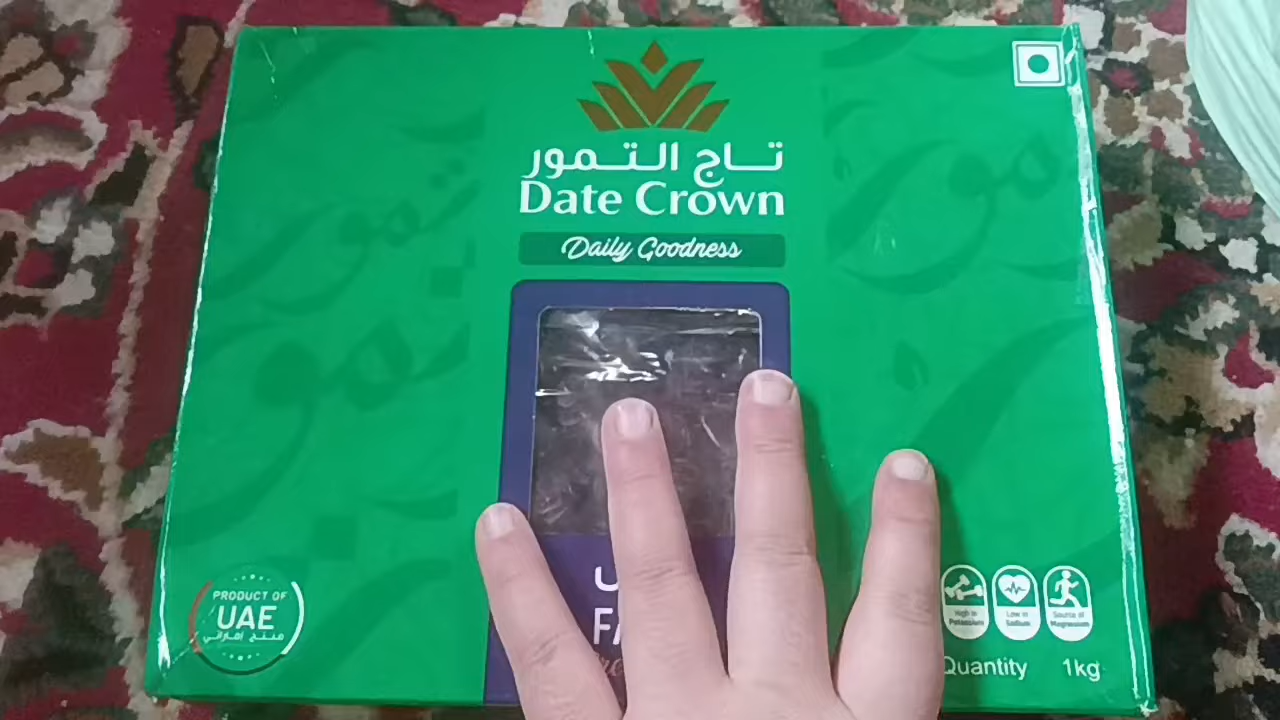 تاج التمور
Date Crown
Daily Goodness
PRODUCT OF
UAE
منتج إماراتي
High in
Potassium
Low in
Sodium
Source of
Magnesium
Quantity 1kg